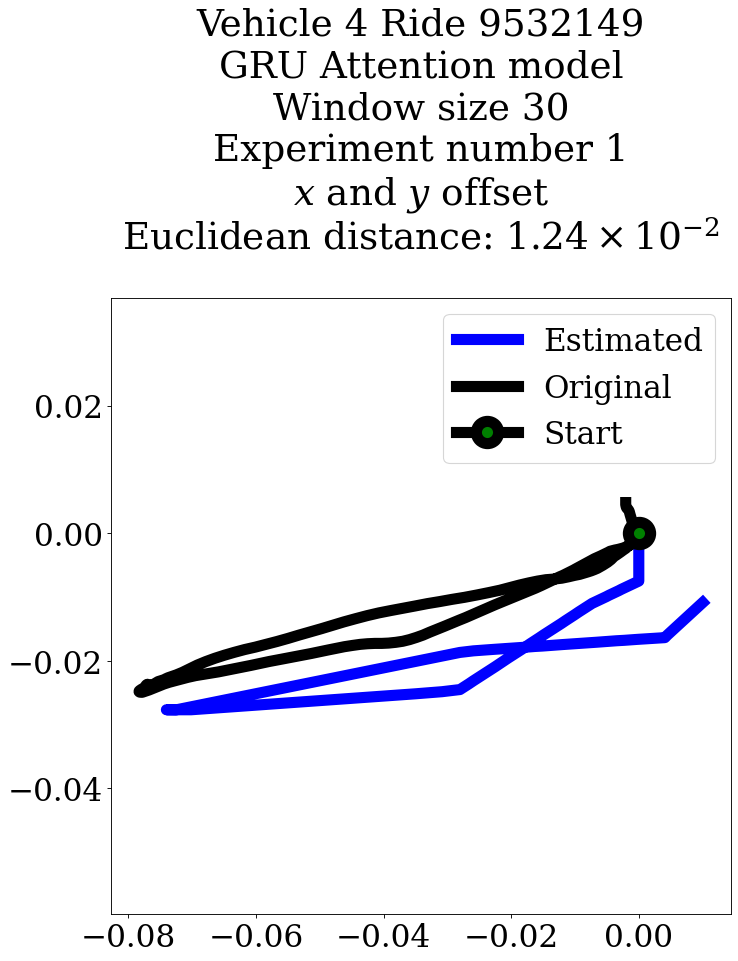 Vehicle 4 Ride 9532149
GRU Attention model
Window size 30
Experiment number 1
x and y offset
Euclidean distance: 1.24 × 10⁻²
Estimated
Original
Start
0.02
0.00
−0.02
−0.04
−0.08 −0.06 −0.04 −0.02 0.00